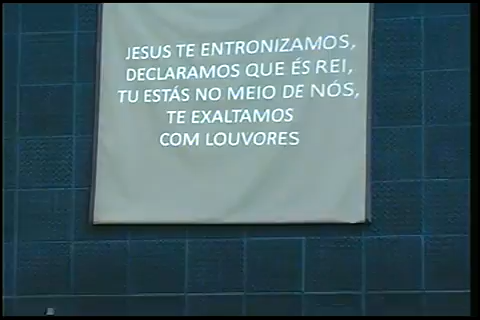 JESUS TE ENTRONIZAMOS,
DECLARAMOS QUE ÉS REI,
TU ESTÁS NO MEIO DE NÓS,
TE EXALTAMOS
COM LOUVORES